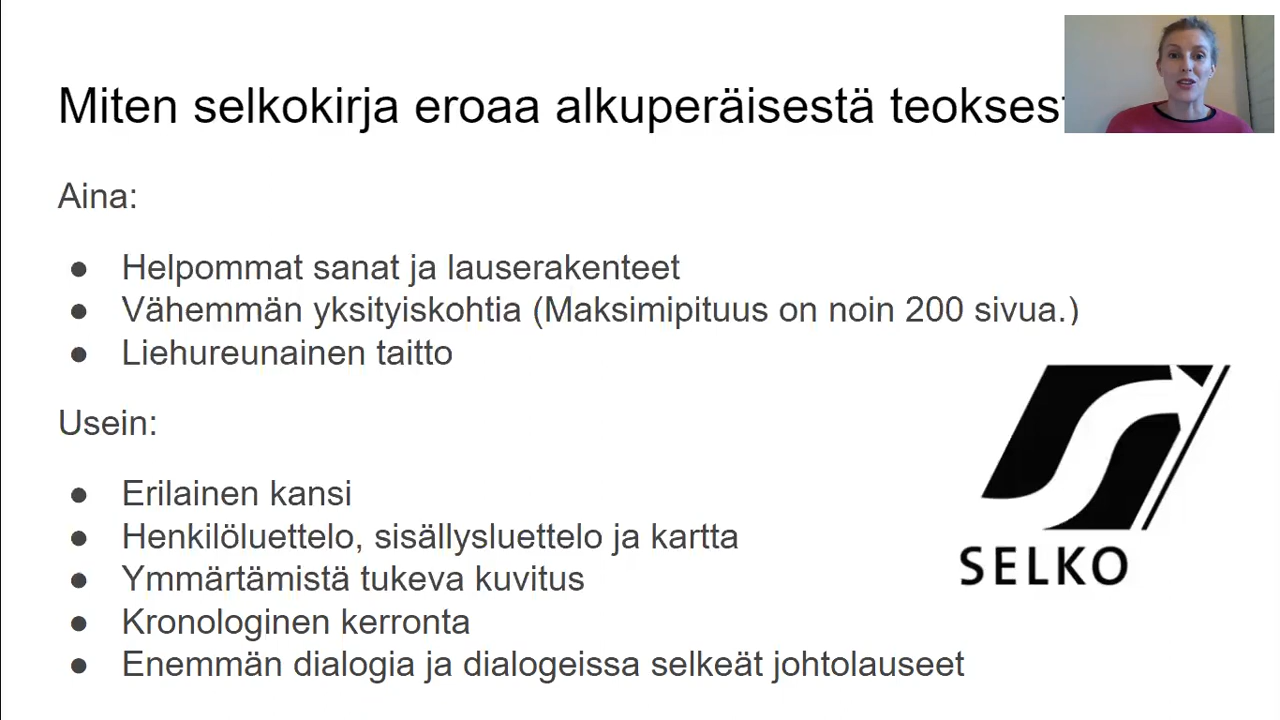 Miten selkokirja eroaa alkuperäisestä
Aina:
● Helpommat sanat ja lauserakenteet
● Vähemmän yksityiskohtia (Maksimipituus on noin 200 sivua.)
● Liehureunainen taitto
Usein:
● Erilainen kansi
● Henkilöluettelo, sisällysluettelo ja kartta
● Ymmärtämistä tukeva kuvitus
● Kronologinen kerronta
● Enemmän dialogia ja dialogeissa selkeät johtolauseet
SELKO